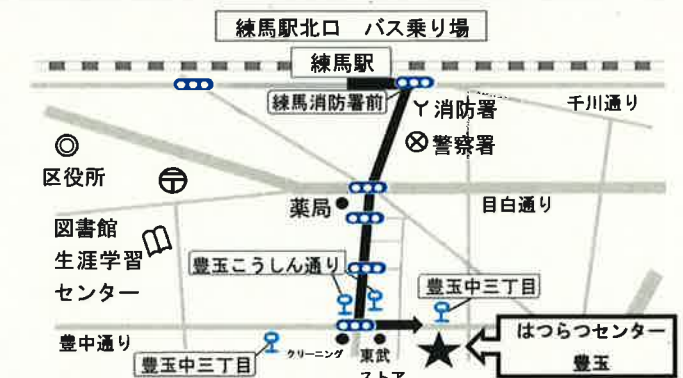 練馬駅北口　バス乗り場
練馬駅
練馬消防署前
消防署
千川通り
警察署
区役所
薬局
目白通り
図書館
生涯学習
センター
豊玉こうしん通り
豊玉中三丁目
豊中通り
豊玉中三丁目
クリーニング
東武
ストア
はつらつセンター
豊玉